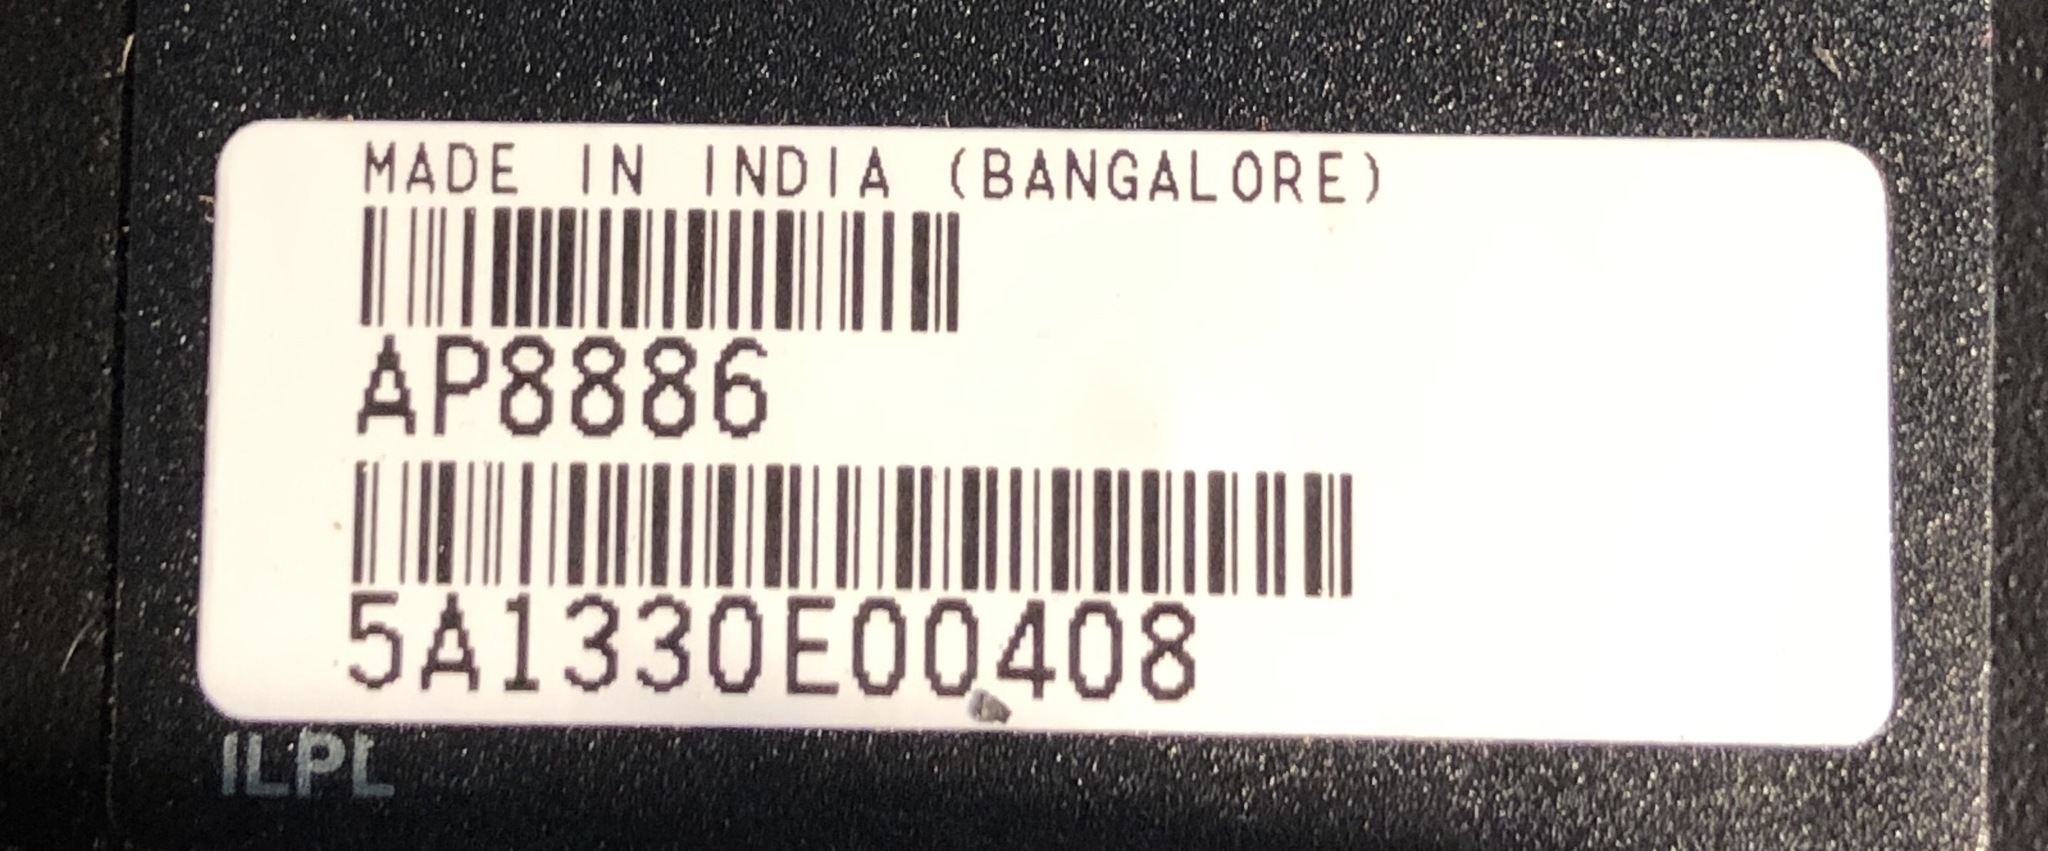 MADE IN INDIA (BANGALORE)
AP8886
5A1330E00408
ILPL